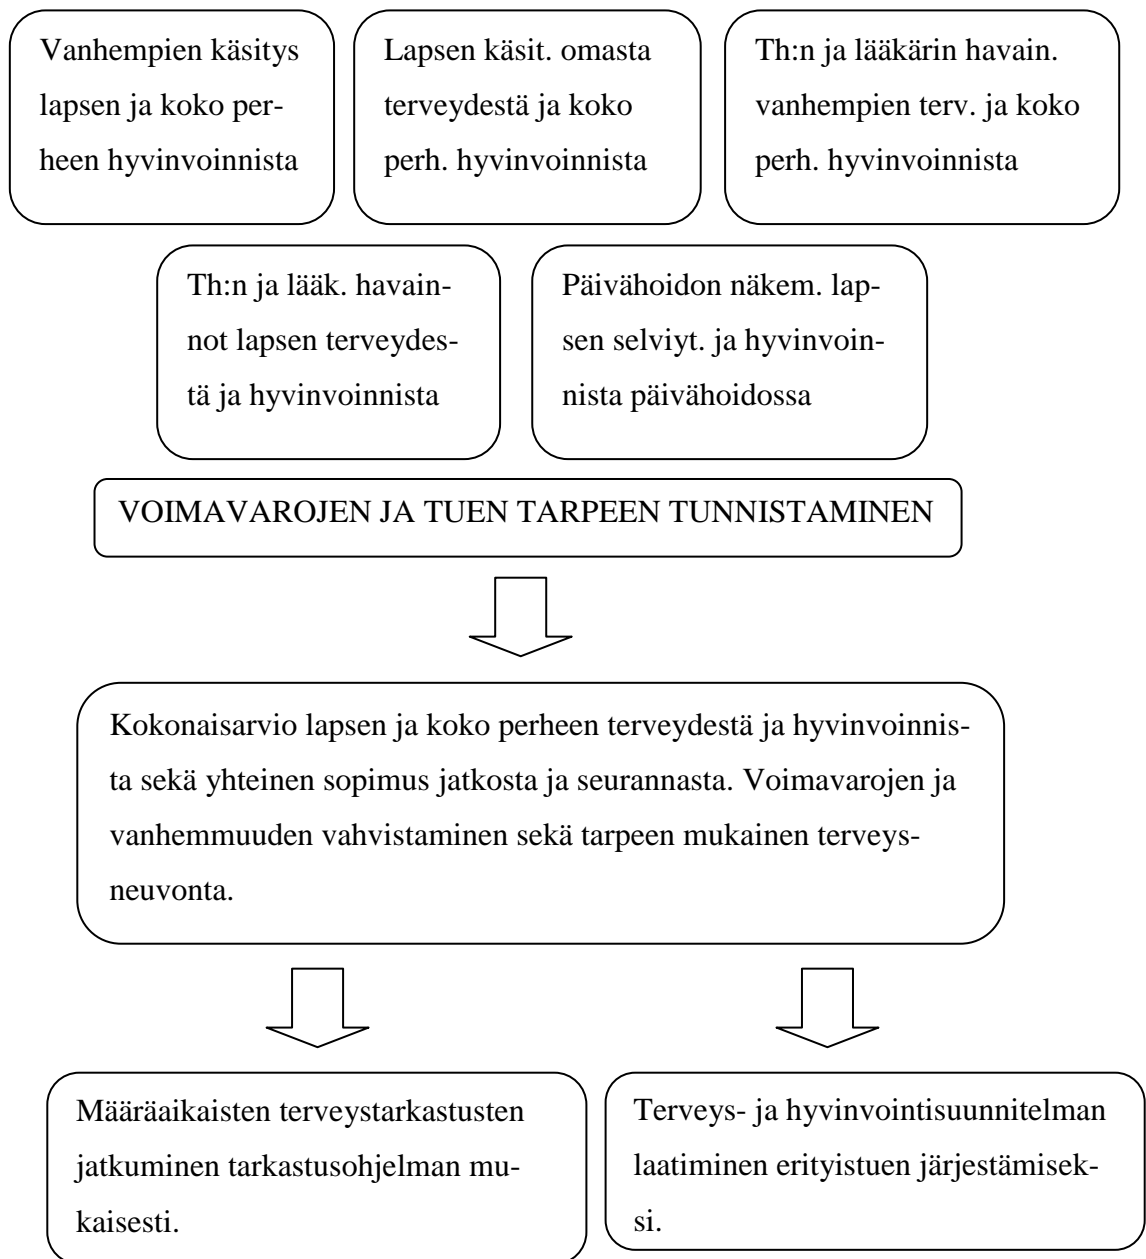 Vanhempien käsitys
lapsen ja koko per-
heen hyvinvoinnista
Lapsen käsit. omasta
terveydestä ja koko
perh. hyvinvoinnista
Th:n ja lääkärin havain.
vanhempien terv. ja koko
perh. hyvinvoinnista
Th:n ja lääk. havain-
not lapsen terveydes-
tä ja hyvinvoinnista
Päivähoidon näkem. lap-
sen selviyt. ja hyvinvoin-
nista päivähoidossa
VOIMAVAROJEN JA TUEN TARPEEN TUNNISTAMINEN
Kokonaisarvio lapsen ja koko perheen terveydestä ja hyvinvoinnis-
ta sekä yhteinen sopimus jatkosta ja seurannasta. Voimavarojen ja
vanhemmuuden vahvistaminen sekä tarpeen mukainen terveys-
neuvonta.
Määräaikaisten terveystarkastusten
jatkuminen tarkastusohjelman mu-
kaisesti.
Terveys- ja hyvinvointisuunnitelman
laatiminen erityistuen järjestämisek-
si.